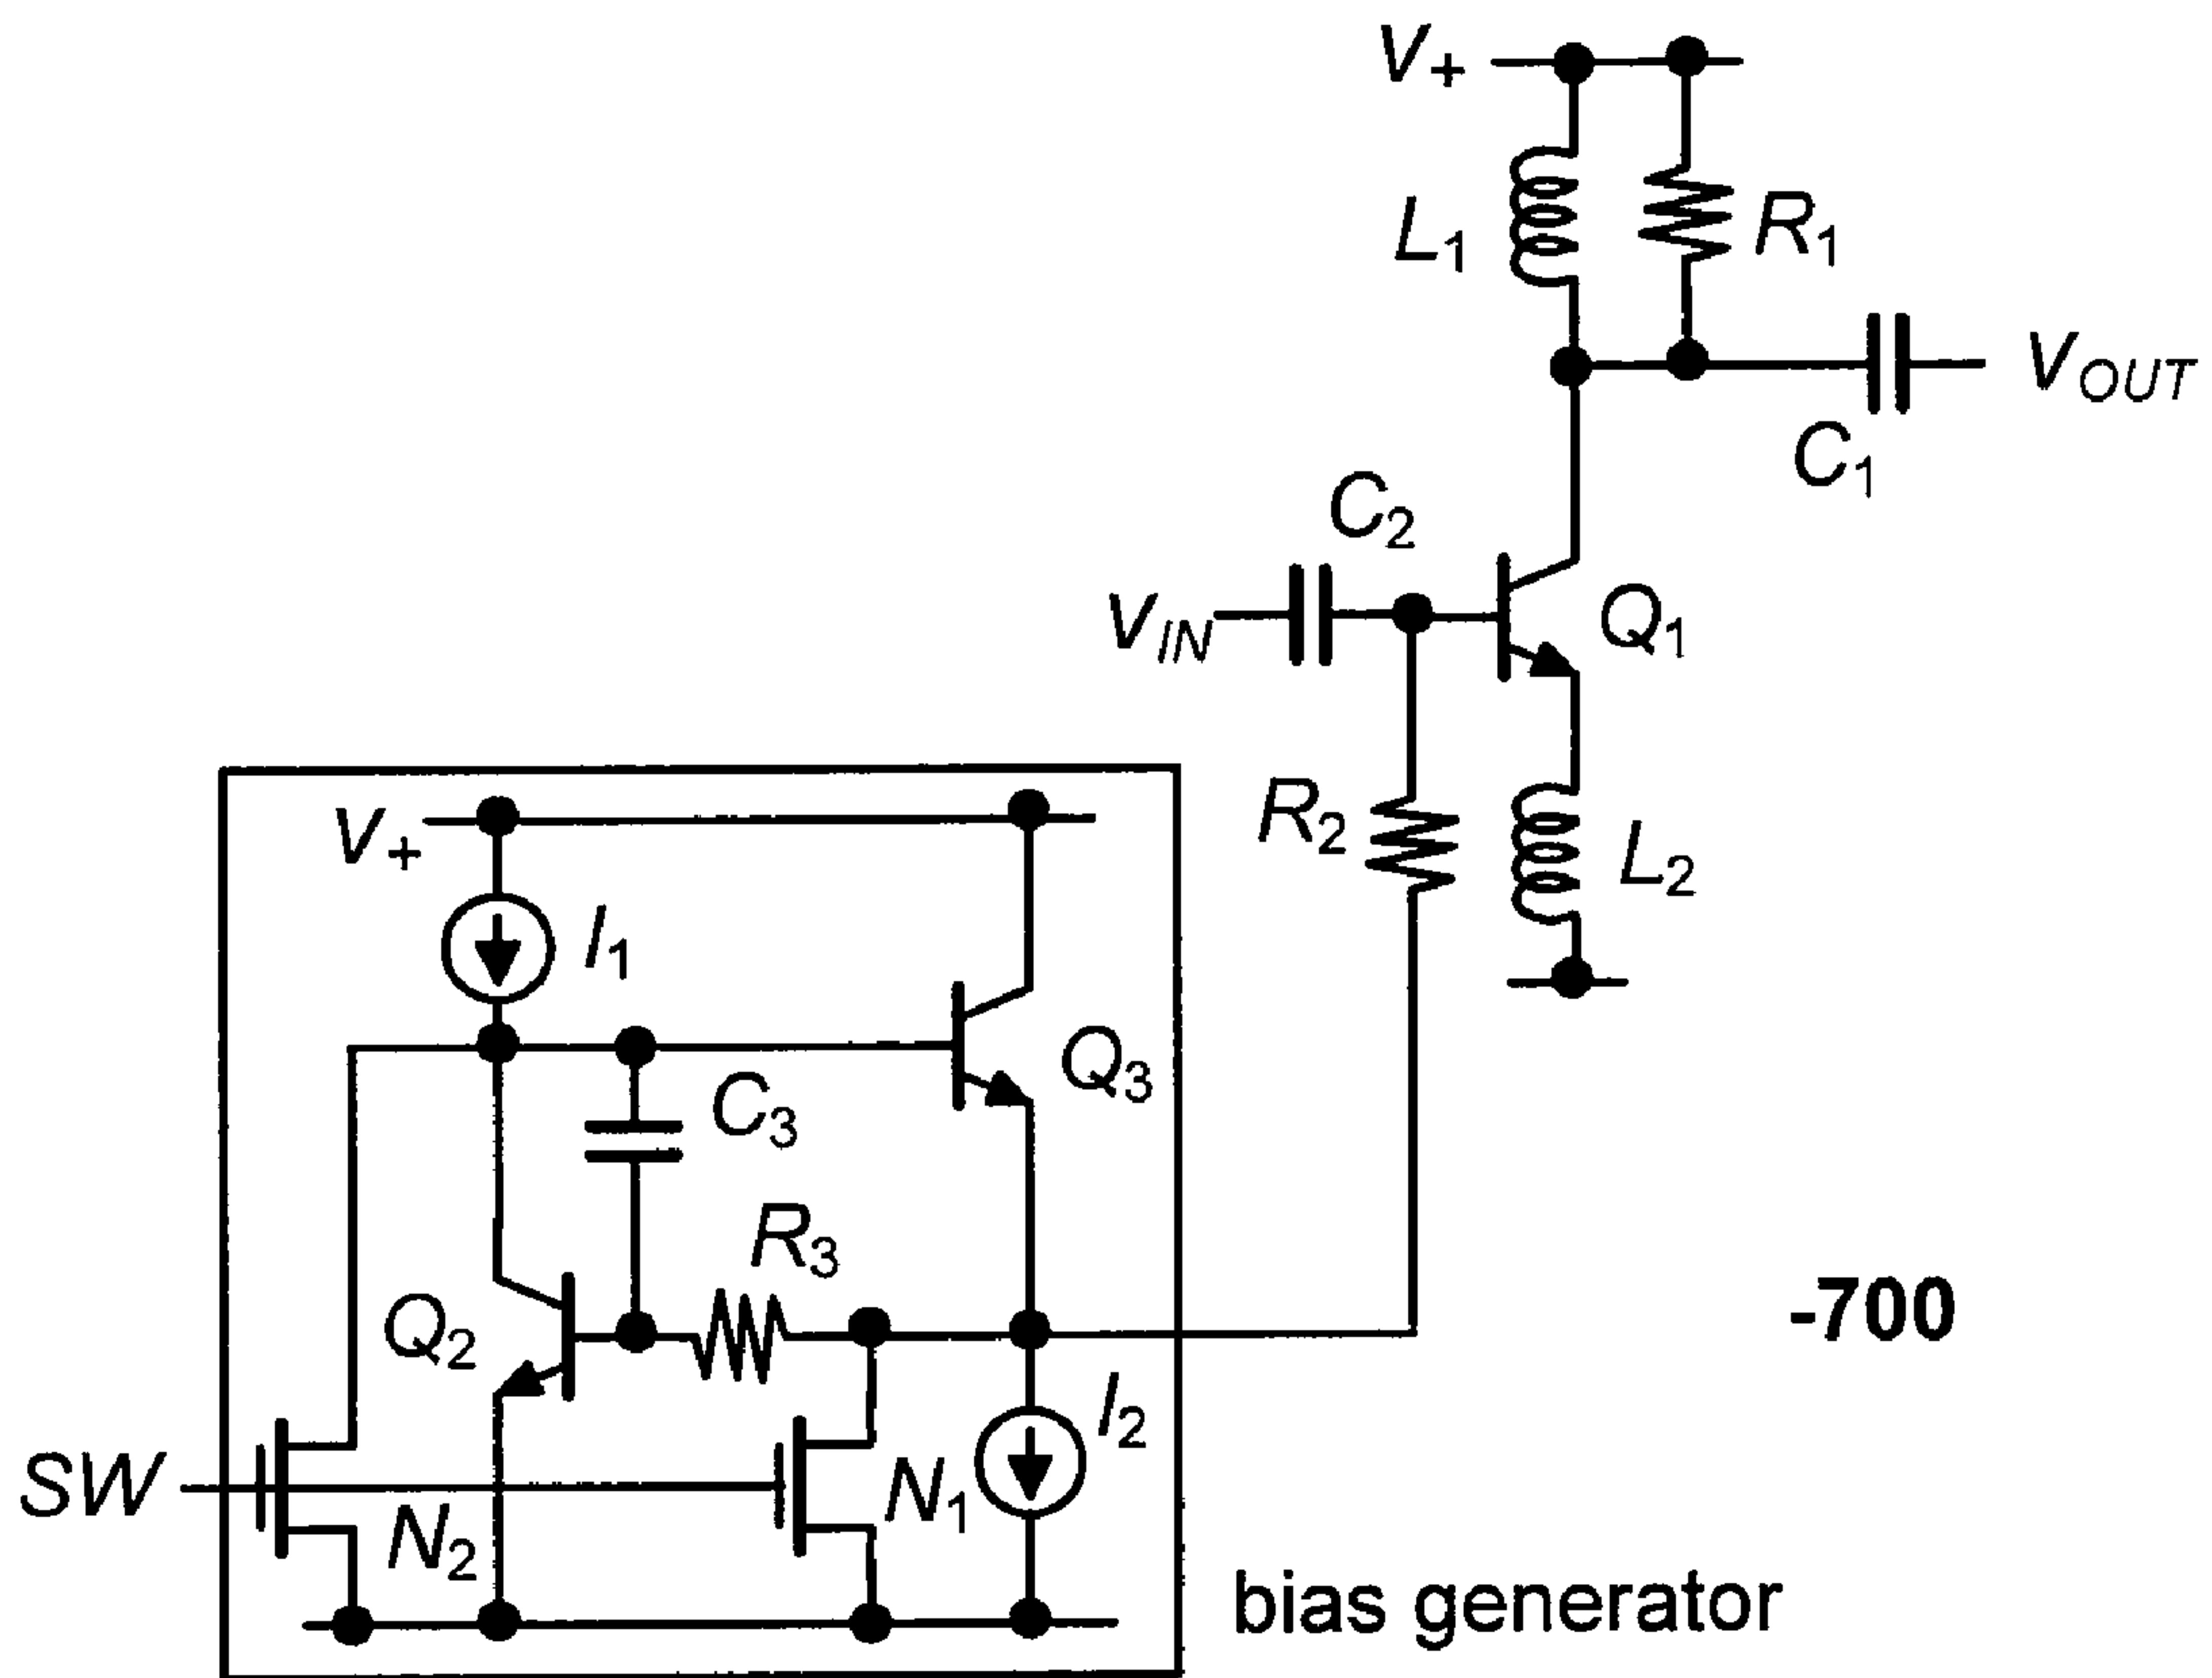 V+
L1
R1
VOUT
C1
C2
VIN
Q1
R2
L2
V+
I1
Q3
C3
R3
Q2
-700
I2
SW
N2
N1
bias generator